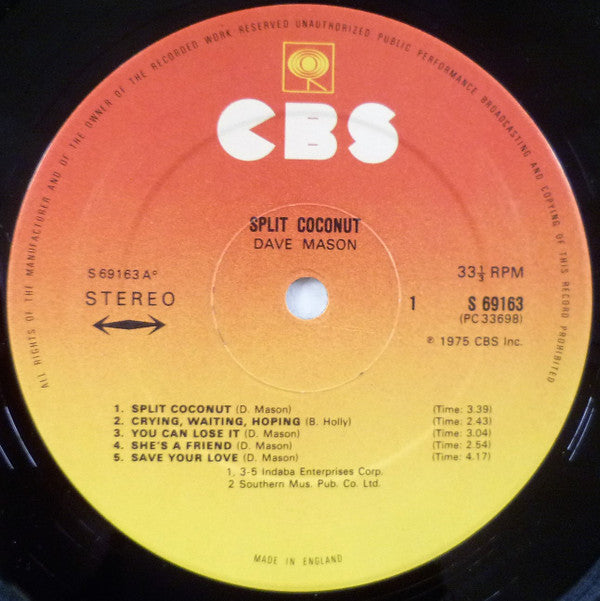 ALL RIGHTS OF THE MANUFACTURER AND OF THE OWNER OF THE RECORDED WORK RESERVED UNAUTHORIZED PUBLIC PERFORMANCE BROADCASTING AND COPYING OF THIS RECORD PROHIBITED
CBS
SPLIT COCONUT
DAVE MASON
S 69163 A°
STEREO
33⅓ RPM
1
S 69163
(PC 33698)
℗ 1975 CBS Inc.
1. SPLIT COCONUT (D. Mason) (Time: 3.39)
2. CRYING, WAITING, HOPING (B. Holly) (Time: 2.43)
3. YOU CAN LOSE IT (D. Mason) (Time: 3.04)
4. SHE'S A FRIEND (D. Mason) (Time: 2.54)
5. SAVE YOUR LOVE (D. Mason) (Time: 4.17)
1, 3-5 Indaba Enterprises Corp.
2 Southern Mus. Pub. Co. Ltd.
MADE IN ENGLAND